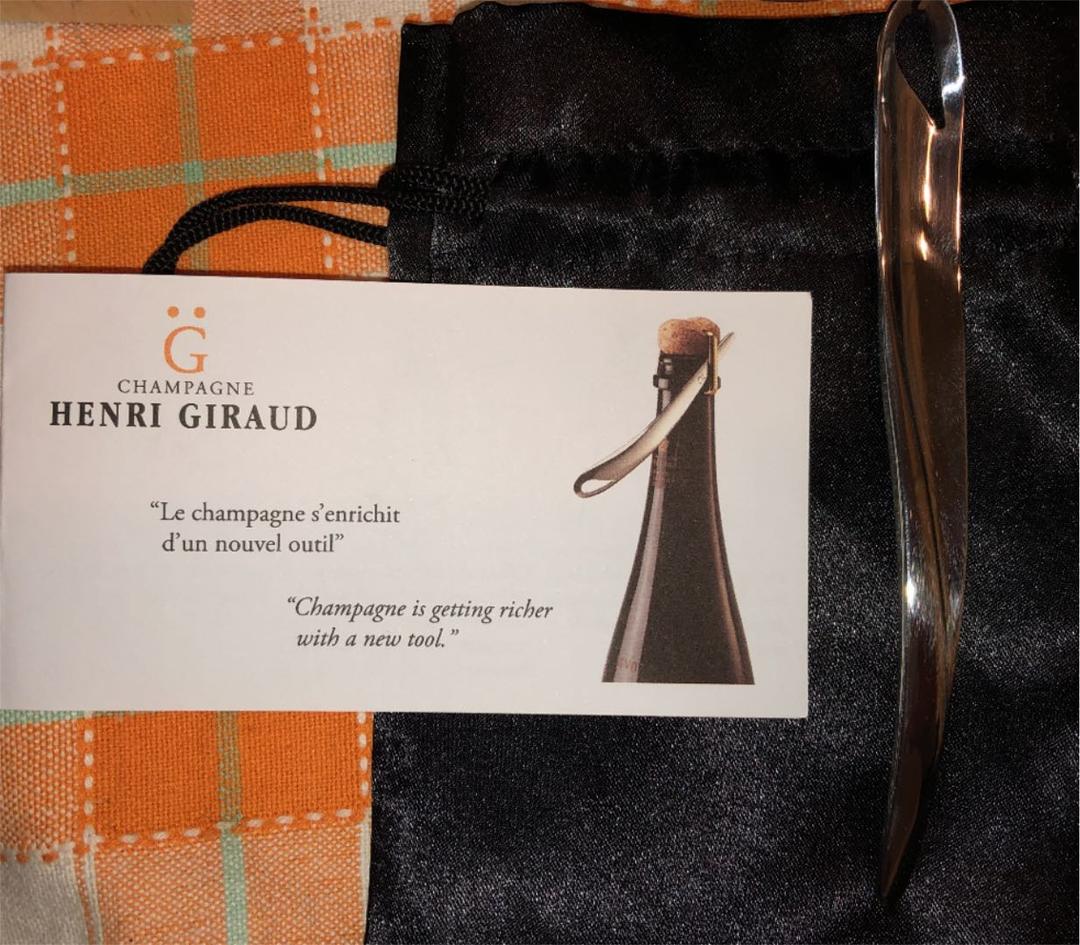 G̈
CHAMPAGNE
HENRI GIRAUD
“Le champagne s’enrichit
d’un nouvel outil”
“Champagne is getting richer
with a new tool.”